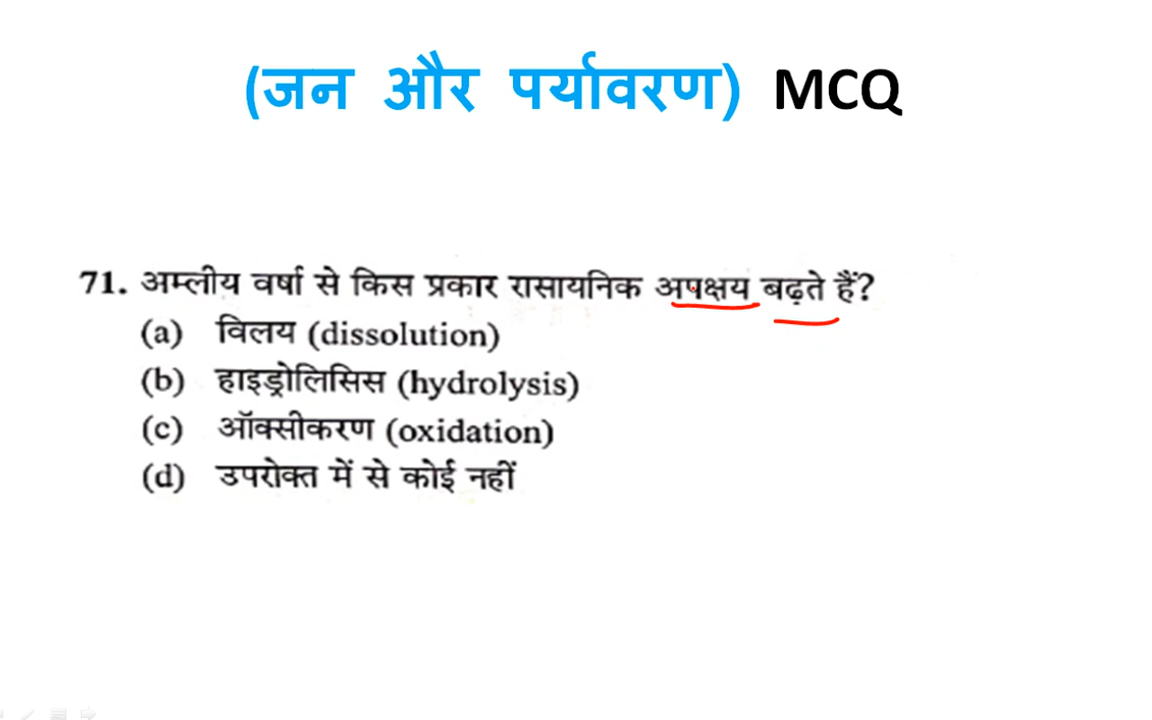 (जन और पर्यावरण) MCQ
71. अम्लीय वर्षा से किस प्रकार रासायनिक अपक्षय बढ़ते हैं?
(a) विलय (dissolution)
(b) हाइड्रोलिसिस (hydrolysis)
(c) ऑक्सीकरण (oxidation)
(d) उपरोक्त में से कोई नहीं